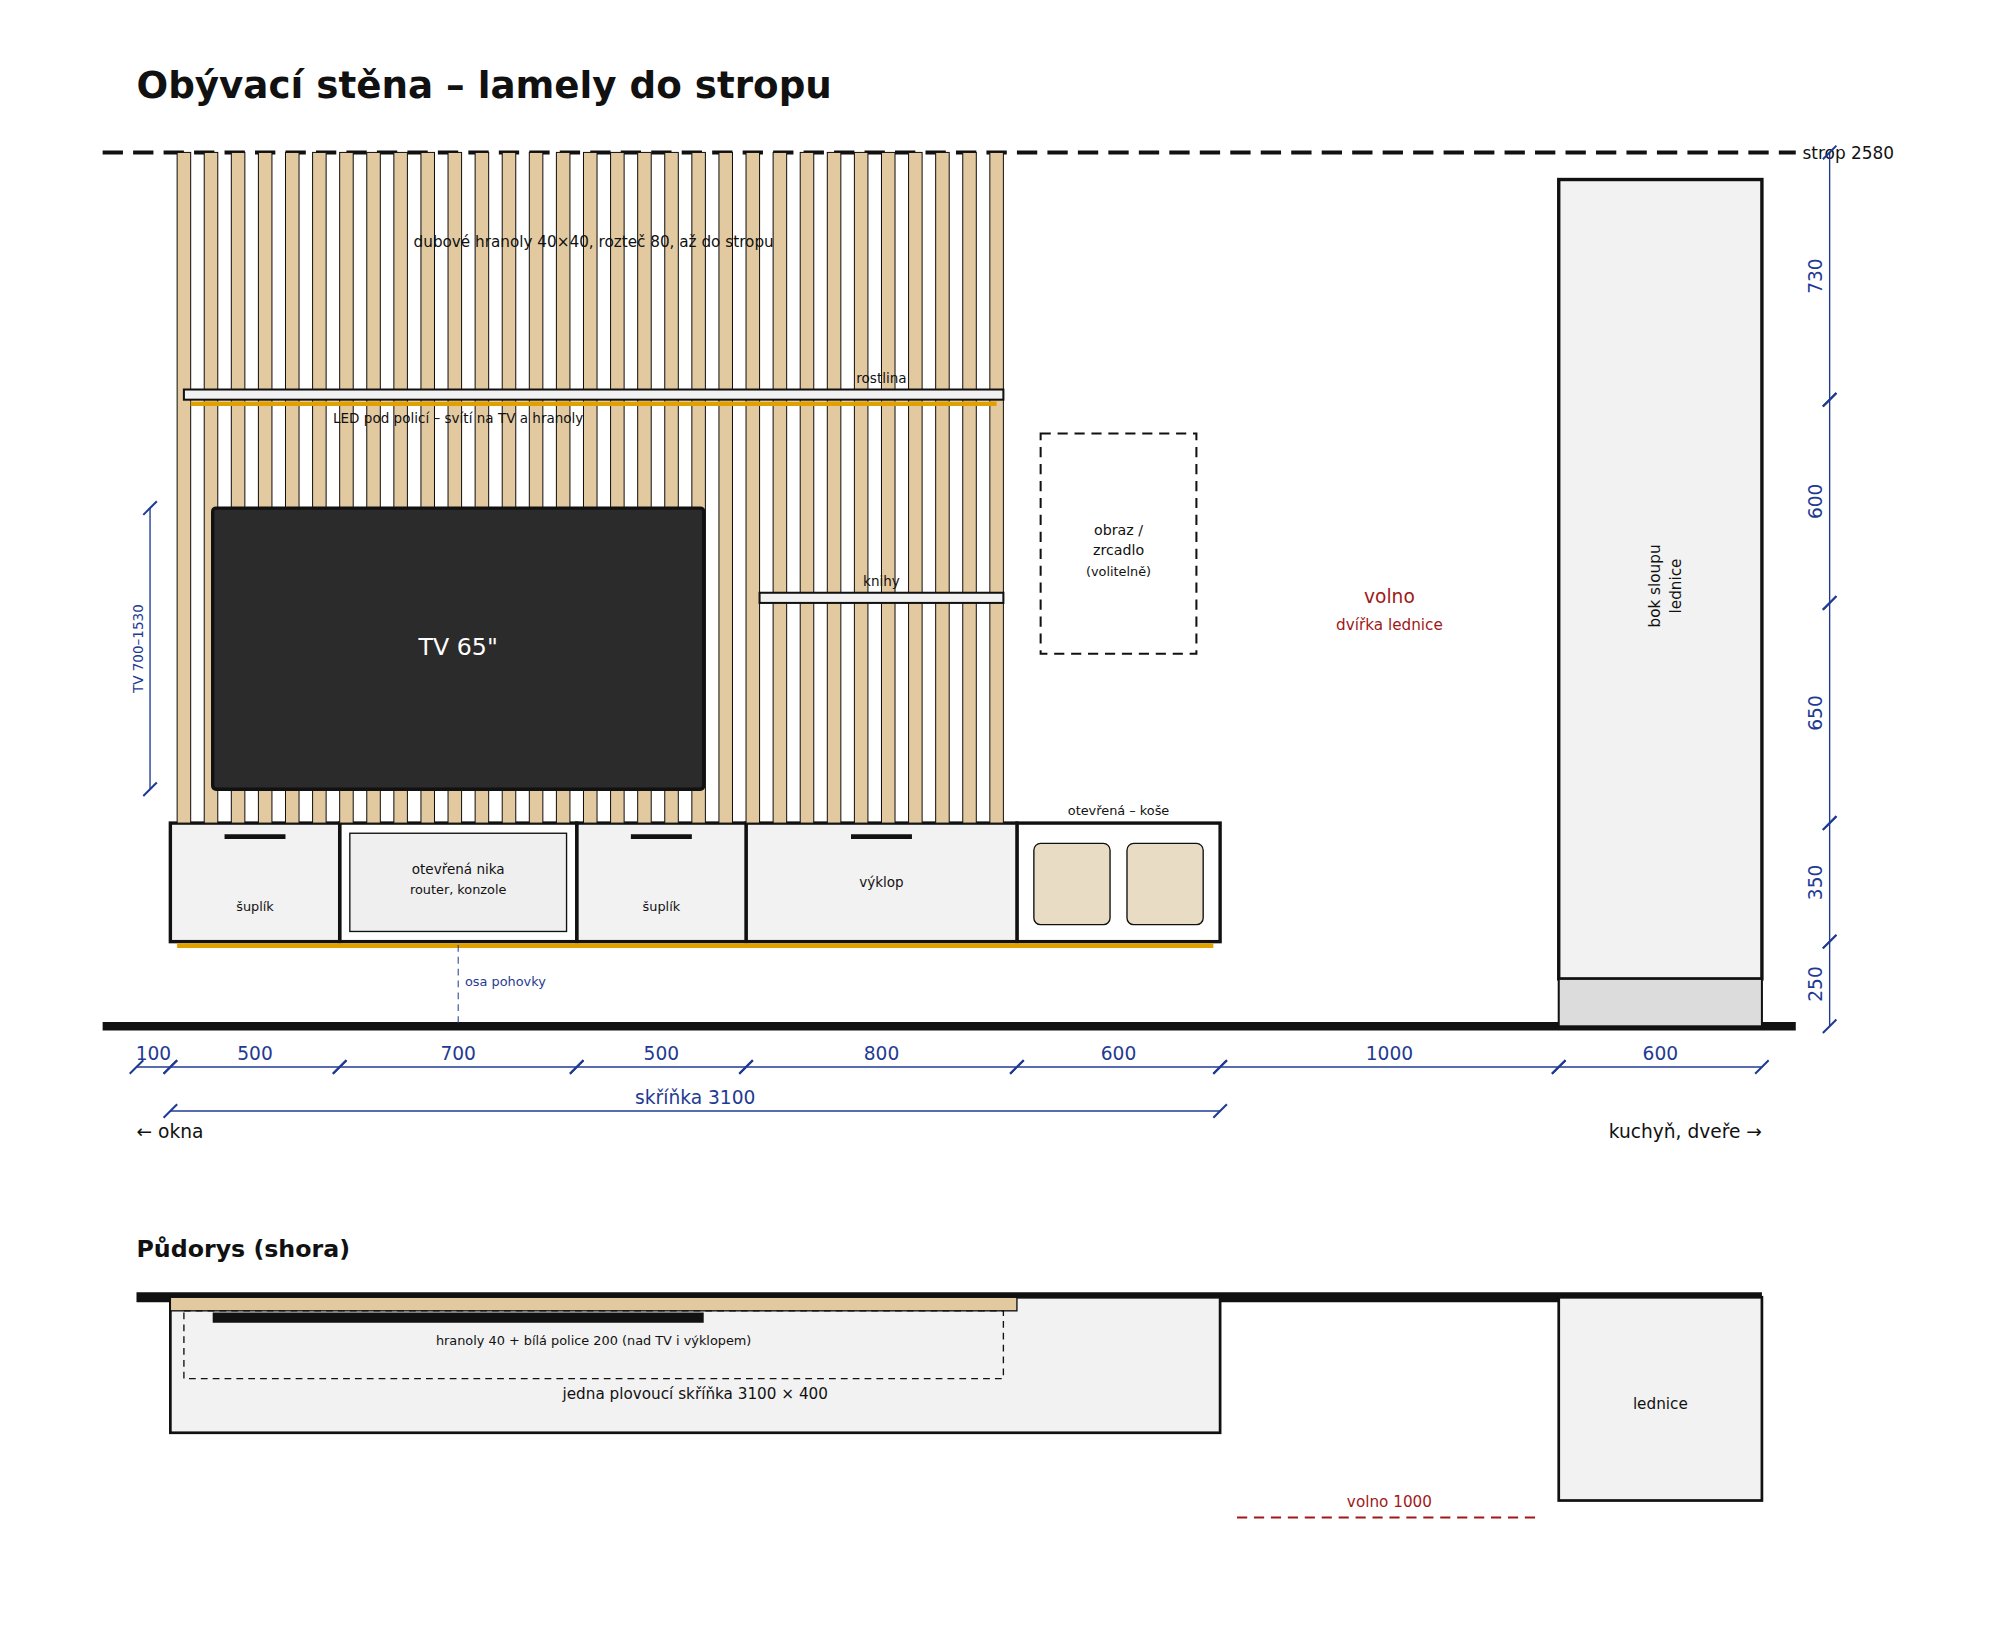 Obývací stěna – lamely do stropu
strop 2580
dubové hranoly 40×40, rozteč 80, až do stropu
730
rostlina
LED pod policí – svítí na TV a hranoly
600
obraz /
zrcadlo
(volitelně)
knihy
volno
dvířka lednice
bok sloupu
lednice
TV 700–1530
TV 65"
650
otevřená – koše
šuplík
otevřená nika
router, konzole
šuplík
výklop
350
osa pohovky
250
100
500
700
500
800
600
1000
600
skříňka 3100
← okna
kuchyň, dveře →
Půdorys (shora)
hranoly 40 + bílá police 200 (nad TV i výklopem)
jedna plovoucí skříňka 3100 × 400
lednice
volno 1000